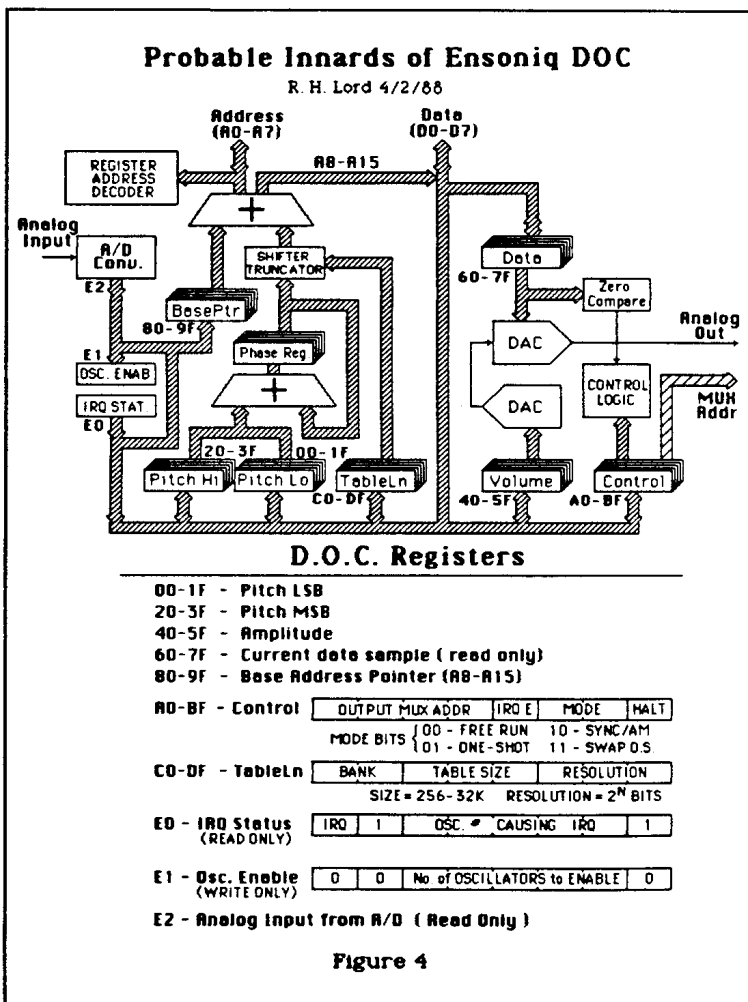 Probable Innards of Ensoniq DOC
R. H. Lord 4/2/88
Address
(A0-A7)
Data
(D0-D7)
REGISTER
ADDRESS
DECODER
A8-A15
Analog
Input
A/D
Conv.
+
SHIFTER
TRUNCATOR
Data
60-7F
Zero
Compare
E2
BasePtr
80-9F
Analog
Out
E1
OSC. ENAB
Phase Reg
DAC
IRQ STAT.
E0
+
DAC
CONTROL
LOGIC
MUX
Addr
20-3F
00-1F
Pitch Hi
Pitch Lo
TableLn
C0-DF
Volume
40-5F
Control
A0-BF
D.O.C. Registers
00-1F - Pitch LSB
20-3F - Pitch MSB
40-5F - Amplitude
60-7F - Current data sample ( read only)
80-9F - Base Address Pointer (A8-A15)
A0-BF - Control OUTPUT MUX ADDR IRQ E MODE HALT
MODE BITS { 00 - FREE RUN 10 - SYNC/AM
01 - ONE-SHOT 11 - SWAP O.S.
C0-DF - TableLn BANK TABLE SIZE RESOLUTION
SIZE = 256-32K RESOLUTION = 2^N BITS
E0 - IRQ Status IRQ 1 OSC. # CAUSING IRQ 1
(READ ONLY)
E1 - Osc. Enable 0 0 No. of OSCILLATORS to ENABLE 0
(WRITE ONLY)
E2 - Analog Input from A/D ( Read Only )
Figure 4